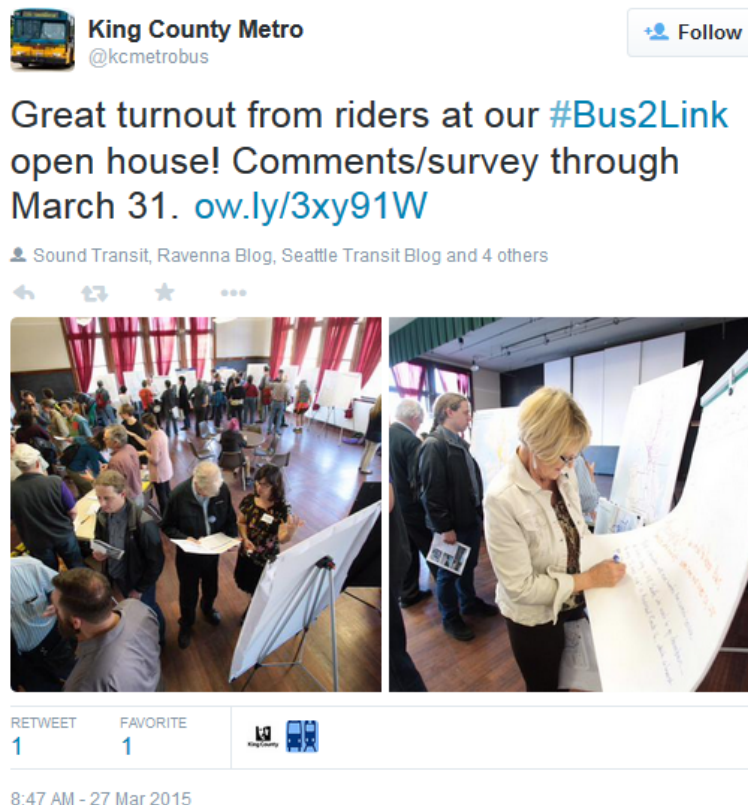 King County Metro
@kcmetrobus
Follow
Great turnout from riders at our #Bus2Link
open house! Comments/survey through
March 31. ow.ly/3xy91W
Sound Transit, Ravenna Blog, Seattle Transit Blog and 4 others
RETWEET
1
FAVORITE
1
King County
8:47 AM - 27 Mar 2015